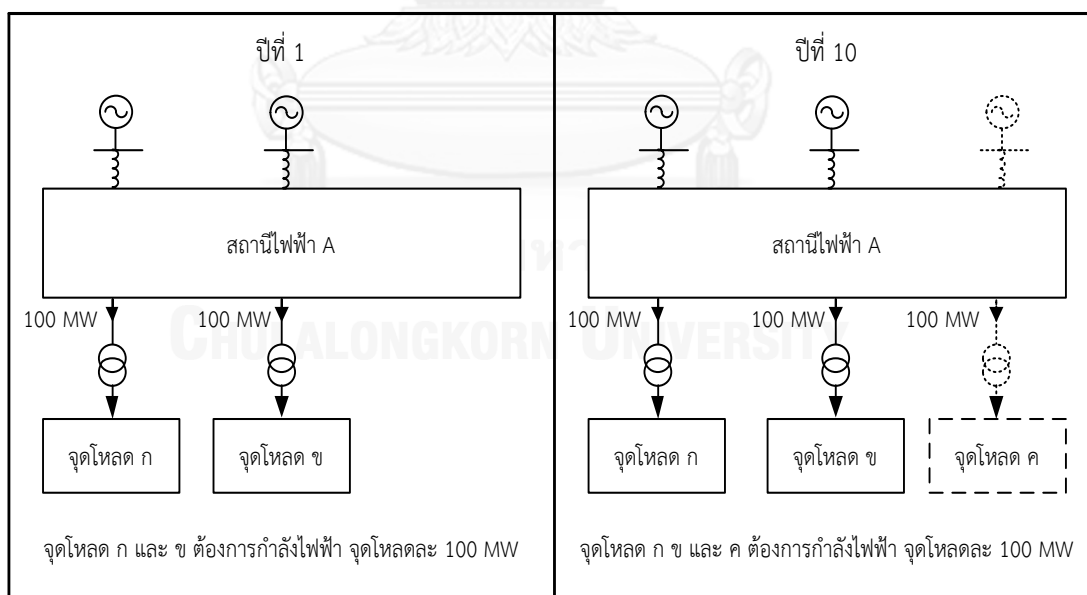 ปีที่ 1
สถานีไฟฟ้า A
100 MW
100 MW
จุดโหลด ก
จุดโหลด ข
จุดโหลด ก และ ข ต้องการกำลังไฟฟ้า จุดโหลดละ 100 MW
ปีที่ 10
สถานีไฟฟ้า A
100 MW
100 MW
100 MW
จุดโหลด ก
จุดโหลด ข
จุดโหลด ค
จุดโหลด ก ข และ ค ต้องการกำลังไฟฟ้า จุดโหลดละ 100 MW
CHULALONGKORN UNIVERSITY